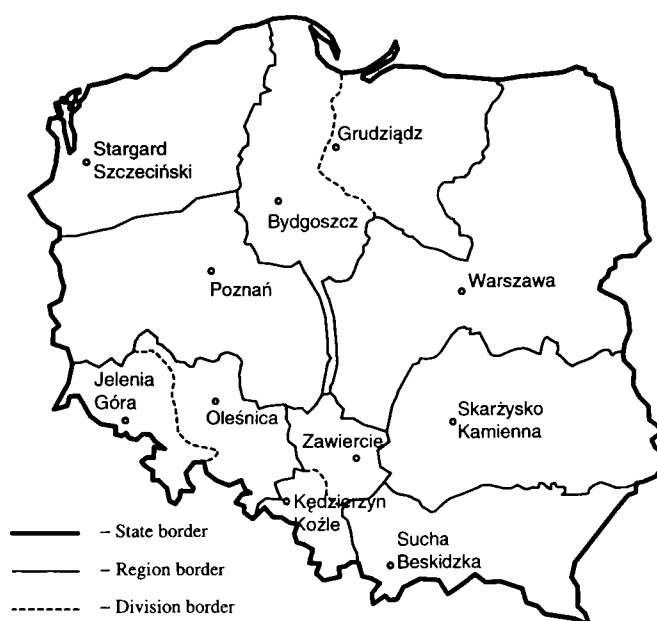 Grudziądz
Stargard
Szczeciński
Bydgoszcz
Poznań
Warszawa
Jelenia
Góra
Oleśnica
Skarżysko
Kamienna
Zawiercie
Kędzierzyn
Koźle
Sucha
Beskidzka
– State border
– Region border
– Division border